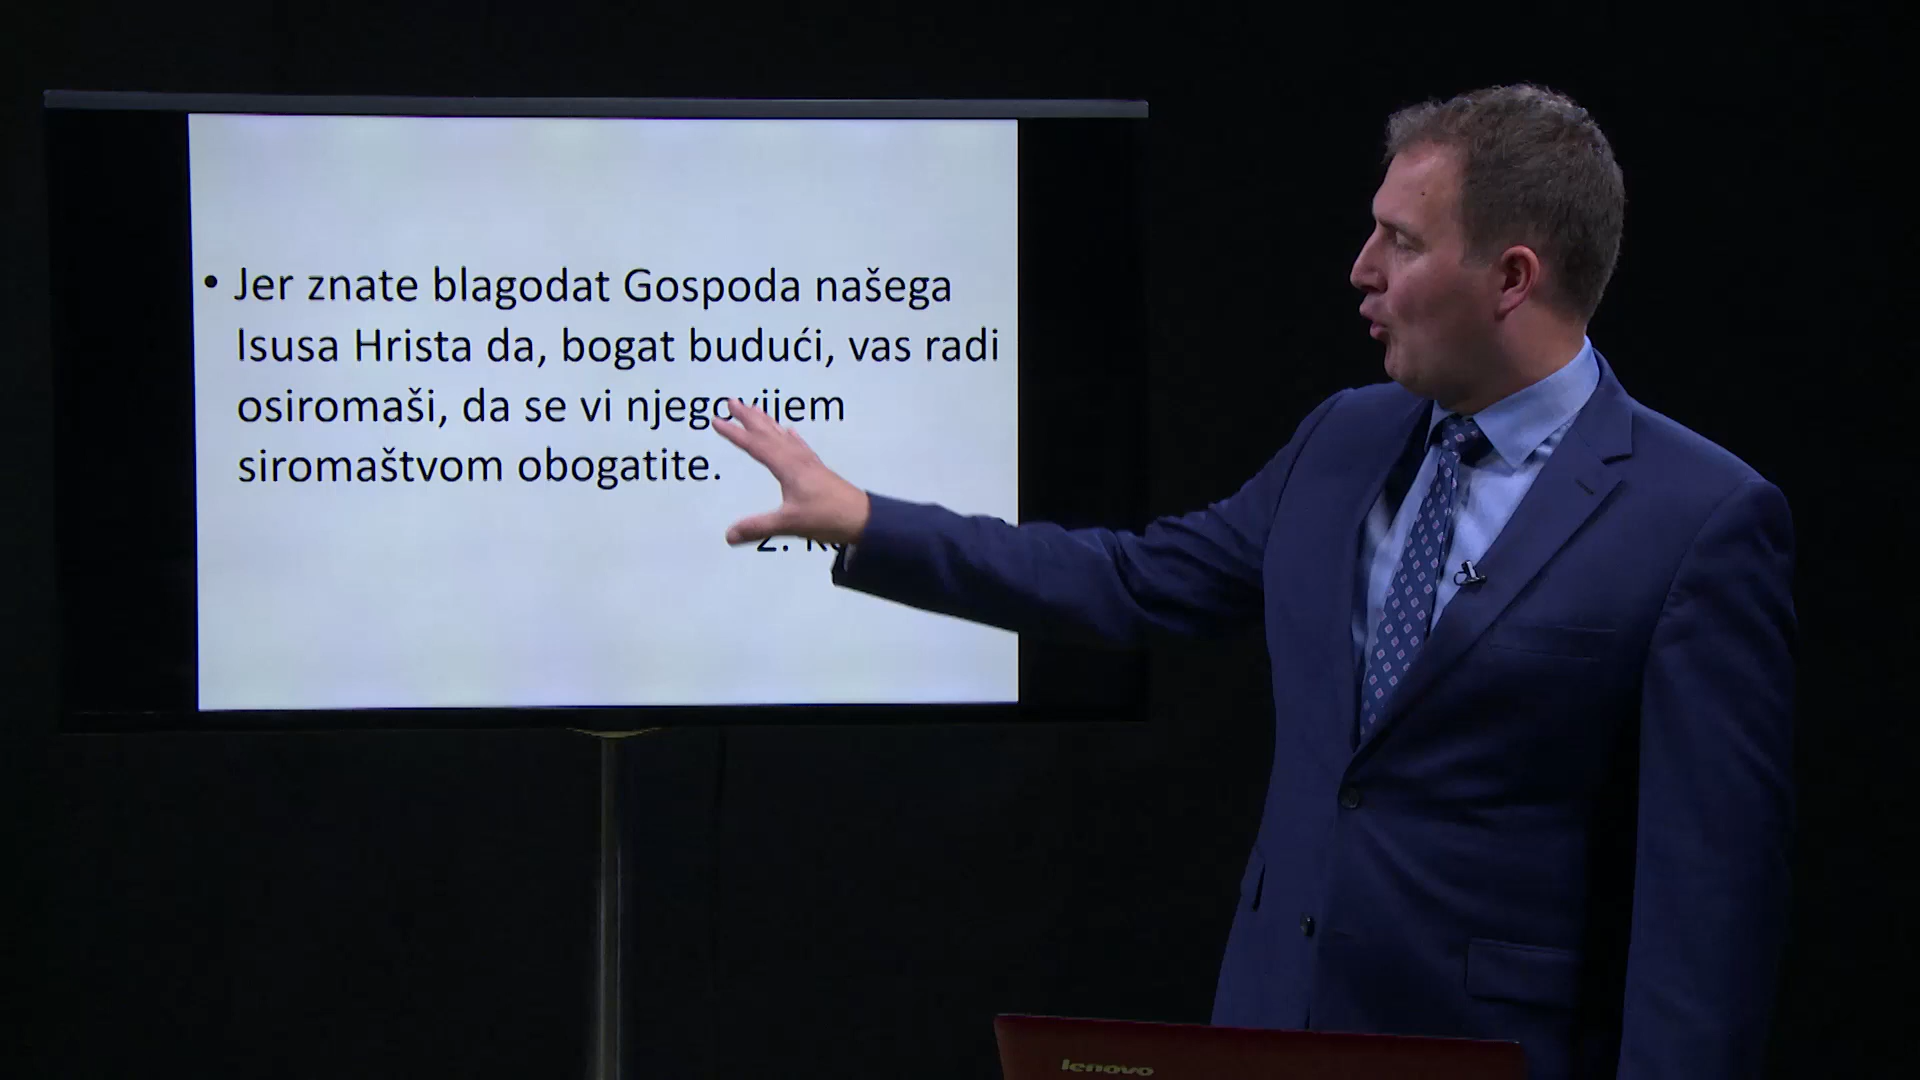 • Jer znate blagodat Gospoda našega
Isusa Hrista da, bogat budući, vas radi
osiromaši, da se vi njegovijem
siromaštvom obogatite.
2.
lenovo